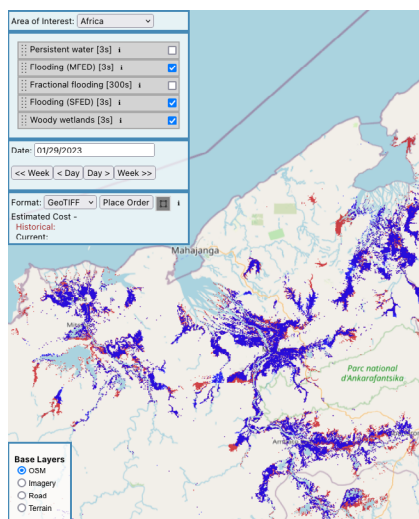 Area of Interest: Africa
Persistent water [3s] i
Flooding (MFED) [3s] i
Fractional flooding [300s] i
Flooding (SFED) [3s] i
Woody wetlands [3s] i
Date: 01/29/2023
<< Week < Day Day > Week >>
Format: GeoTIFF Place Order i
Estimated Cost -
Historical:
Current:
Mahajanga
Parc national
d'Ankarafantsika
Base Layers
OSM
Imagery
Road
Terrain